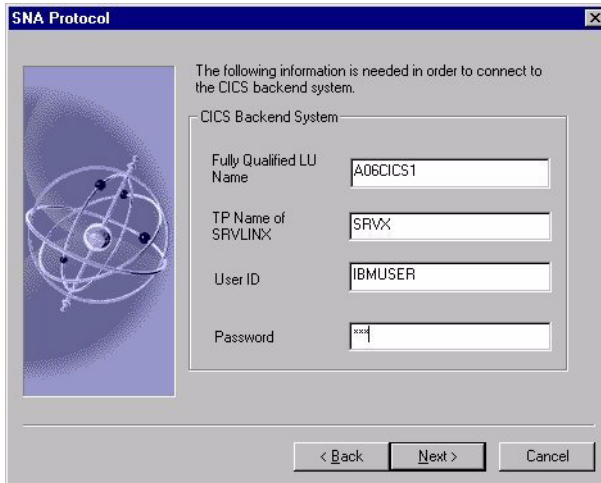 SNA Protocol
The following information is needed in order to connect to
the CICS backend system.
CICS Backend System
Fully Qualified LU
Name
A06CICS1
TP Name of
SRVLINX
SRVX
User ID
IBMUSER
Password
***
< Back
Next >
Cancel